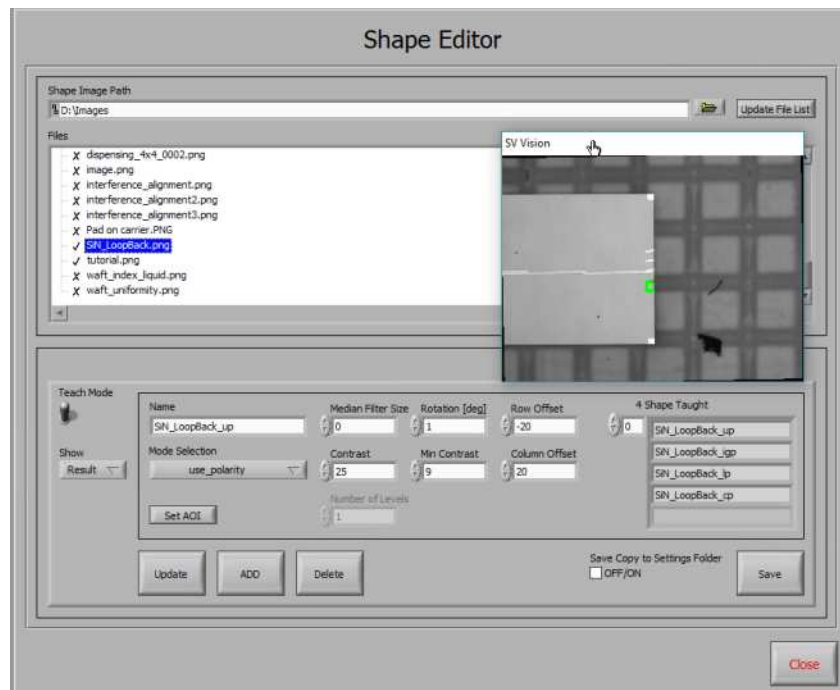 Shape Editor
Shape Image Path
D:\Images
Update File List
Files
SV Vision
x dispensing_4x4_0002.png
x image.png
x interference_alignment.png
x interference_alignment2.png
x interference_alignment3.png
x Pad on carrier.PNG
✓ SiN_LoopBack.png
✓ tutorial.png
x waft_index_liquid.png
x waft_uniformity.png
Teach Mode
Name
Median Filter Size
Rotation [deg]
Row Offset
4 Shape Taught
SiN_LoopBack_up
0
1
-20
0
SiN_LoopBack_up
Show
Mode Selection
Contrast
Min Contrast
Column Offset
SiN_LoopBack_igp
Result
use_polarity
25
9
20
SiN_LoopBack_lp
Number of Levels
SiN_LoopBack_cp
Set AOI
1
Update
ADD
Delete
Save Copy to Settings Folder
OFF/ON
Save
Close